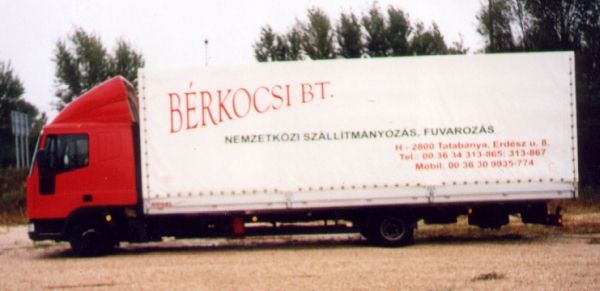 BÉRKOCSI BT.
NEMZETKÖZI SZÁLLÍTMÁNYOZÁS, FUVAROZÁS
H - 2800 Tatabánya, Erdész u. 8.
Tel.: 00 36 34 313-865; 313-867
Mobil: 00 36 30 9935-774